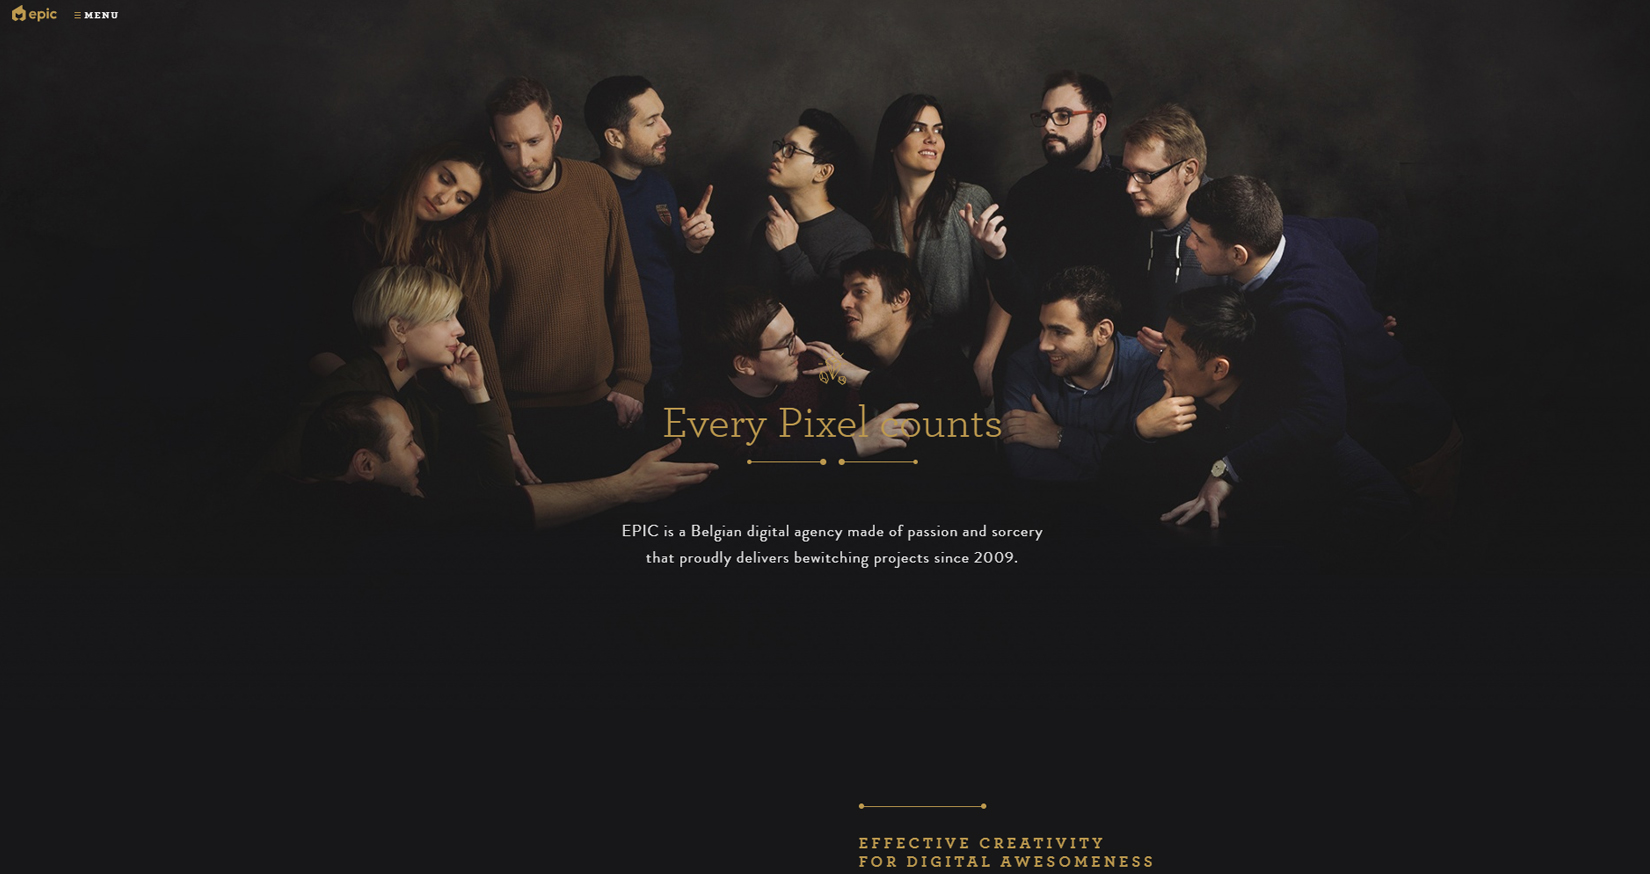 epic
MENU
Every Pixel counts
EPIC is a Belgian digital agency made of passion and sorcery
that proudly delivers bewitching projects since 2009.
EFFECTIVE CREATIVITY
FOR DIGITAL AWESOMENESS